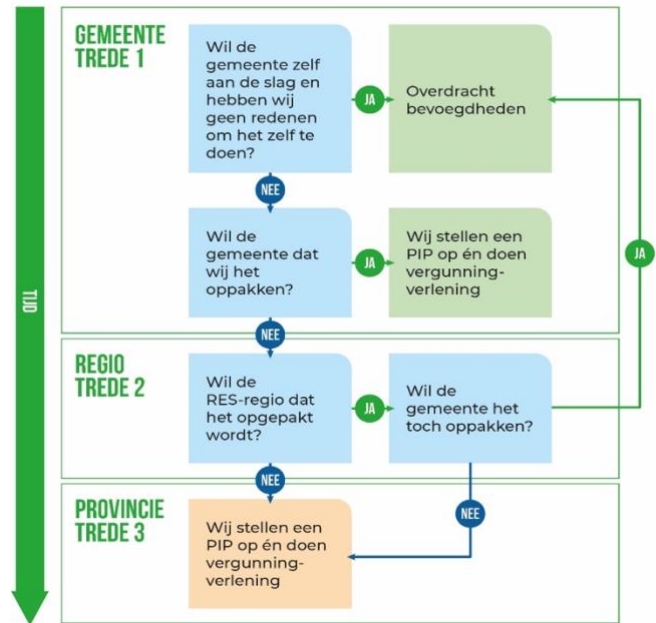 TIJD
GEMEENTE
TREDE 1
Wil de
gemeente zelf
aan de slag en
hebben wij
geen redenen
om het zelf te
doen?
JA
Overdracht
bevoegdheden
NEE
Wil de
gemeente dat
wij het
oppakken?
JA
Wij stellen een
PIP op én doen
vergunning-
verlening
JA
NEE
REGIO
TREDE 2
Wil de
RES-regio dat
het opgepakt
wordt?
JA
Wil de
gemeente het
toch oppakken?
NEE
NEE
PROVINCIE
TREDE 3
Wij stellen een
PIP op én doen
vergunning-
verlening